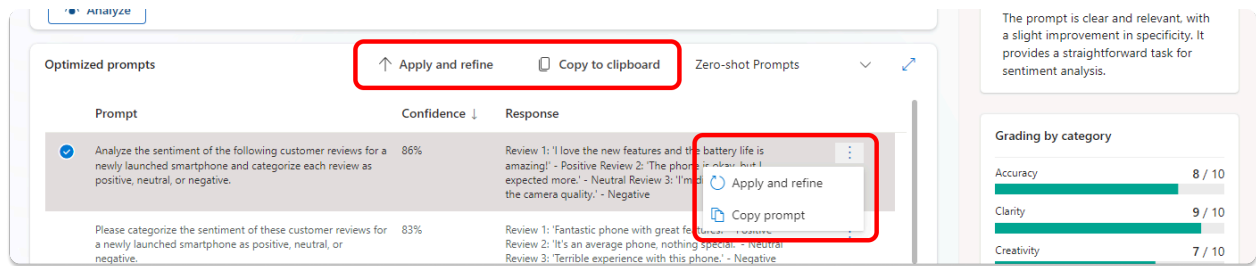 Analyze
Optimized prompts
Apply and refine
Copy to clipboard
Zero-shot Prompts
Prompt
Confidence ↓
Response
Analyze the sentiment of the following customer reviews for a
newly launched smartphone and categorize each review as
positive, neutral, or negative.
86%
Review 1: 'I love the new features and the battery life is
amazing!' - Positive Review 2: 'The phone is okay, but I
expected more.' - Neutral Review 3: 'I'm
the camera quality.' - Negative
Apply and refine
Copy prompt
Please categorize the sentiment of these customer reviews for
a newly launched smartphone as positive, neutral, or
negative.
83%
Review 1: 'Fantastic phone with great features.' - Positive
Review 2: 'It's an average phone, nothing special.' - Neutral
Review 3: 'Terrible experience with this phone.' - Negative
The prompt is clear and relevant, with
a slight improvement in specificity. It
provides a straightforward task for
sentiment analysis.
Grading by category
Accuracy
8 / 10
Clarity
9 / 10
Creativity
7 / 10